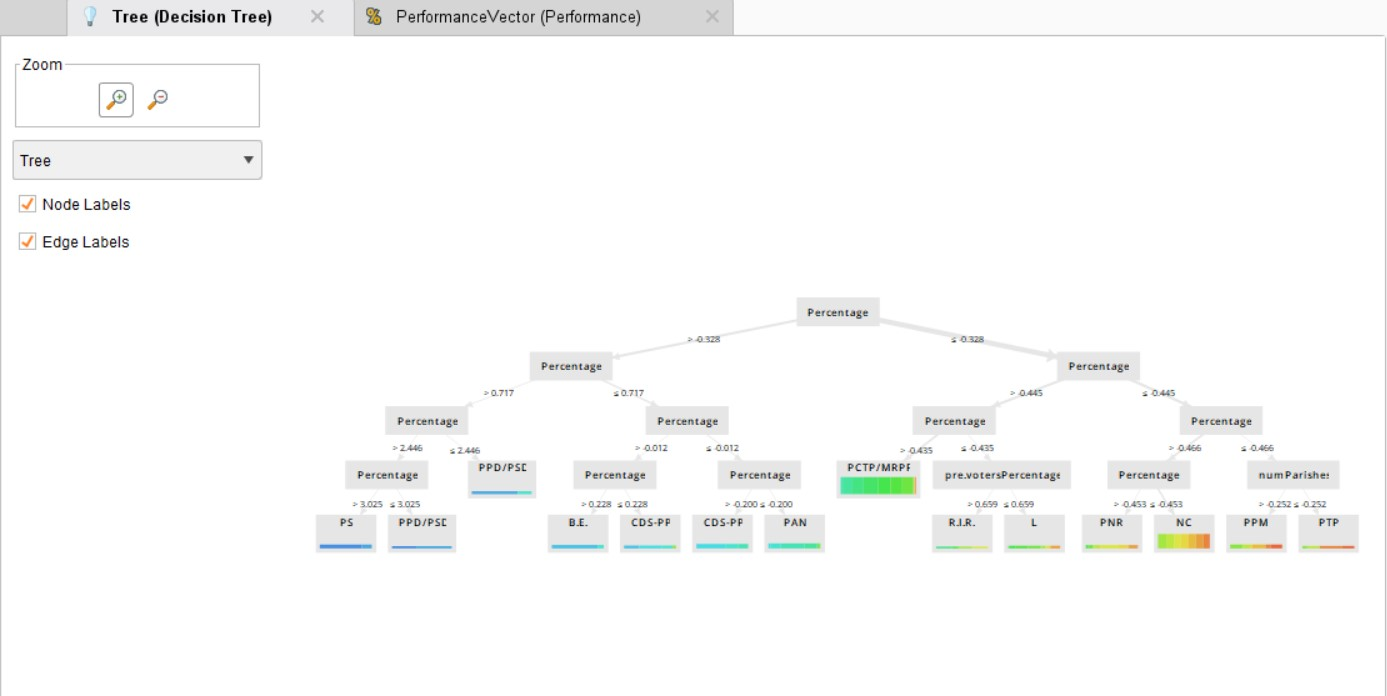 Tree (Decision Tree)
PerformanceVector (Performance)
Zoom
Tree
Node Labels
Edge Labels
Percentage
> -0.328
≤ -0.328
Percentage
Percentage
> 0.717
≤ 0.717
> -0.445
≤ -0.445
Percentage
Percentage
Percentage
Percentage
> 2.446
≤ 2.446
> -0.012
≤ -0.012
> -0.435
≤ -0.435
> -0.466
≤ -0.466
Percentage
PPD/PSD
Percentage
Percentage
PCTP/MRPP
pre.votersPercentage
Percentage
numParishes
> 3.025
≤ 3.025
> 0.228
≤ 0.228
> -0.200
≤ -0.200
> 0.659
≤ 0.659
> -0.453
≤ -0.453
> -0.252
≤ -0.252
PS
PPD/PSD
B.E.
CDS-PP
CDS-PP
PAN
R.I.R.
L
PNR
NC
PPM
PTP